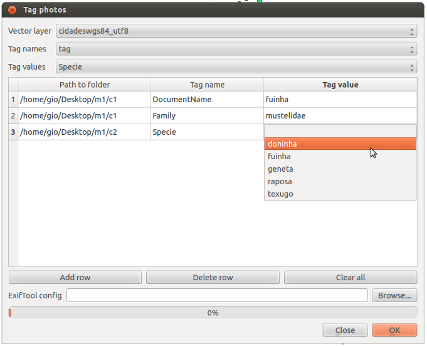 Tag photos
Vector layer cidadeswgs84_utf8
Tag names tag
Tag values Specie
Path to folder Tag name Tag value
1 /home/gio/Desktop/m1/c1 DocumentName fuinha
2 /home/gio/Desktop/m1/c1 Family mustelidae
3 /home/gio/Desktop/m1/c2 Specie
doninha
fuinha
geneta
raposa
texugo
Add row Delete row Clear all
ExifTool config Browse...
0%
Close OK